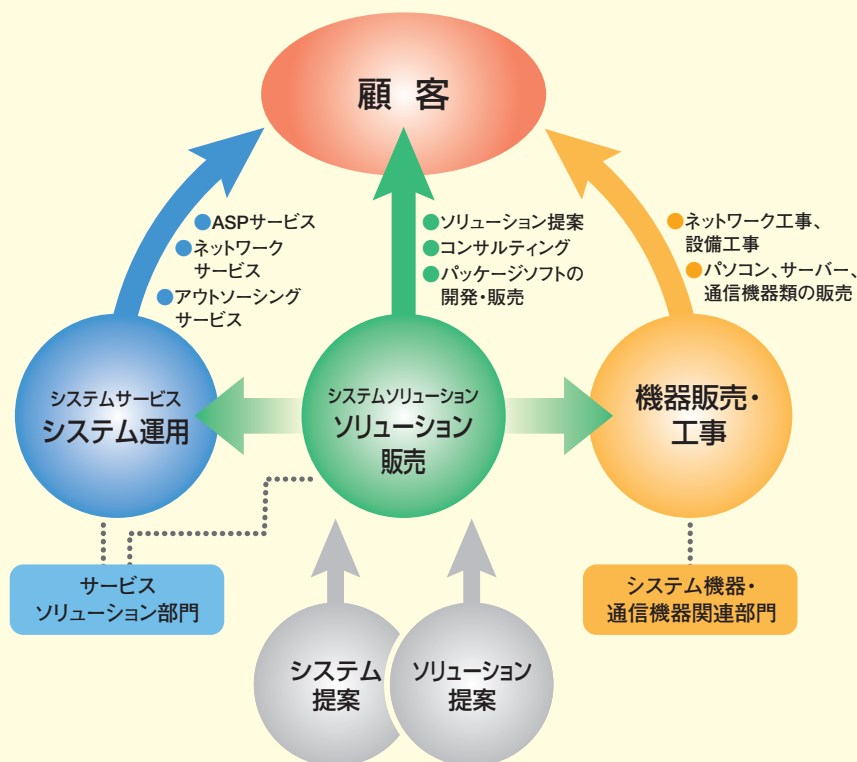 顧 客
●ASPサービス
●ネットワーク
サービス
●アウトソーシング
サービス
●ソリューション提案
●コンサルティング
●パッケージソフトの
開発・販売
●ネットワーク工事、
設備工事
●パソコン、サーバー、
通信機器類の販売
システムサービス
システム運用
システムソリューション
ソリューション
販売
機器販売・
工事
サービス
ソリューション部門
システム機器・
通信機器関連部門
システム
提案
ソリューション
提案